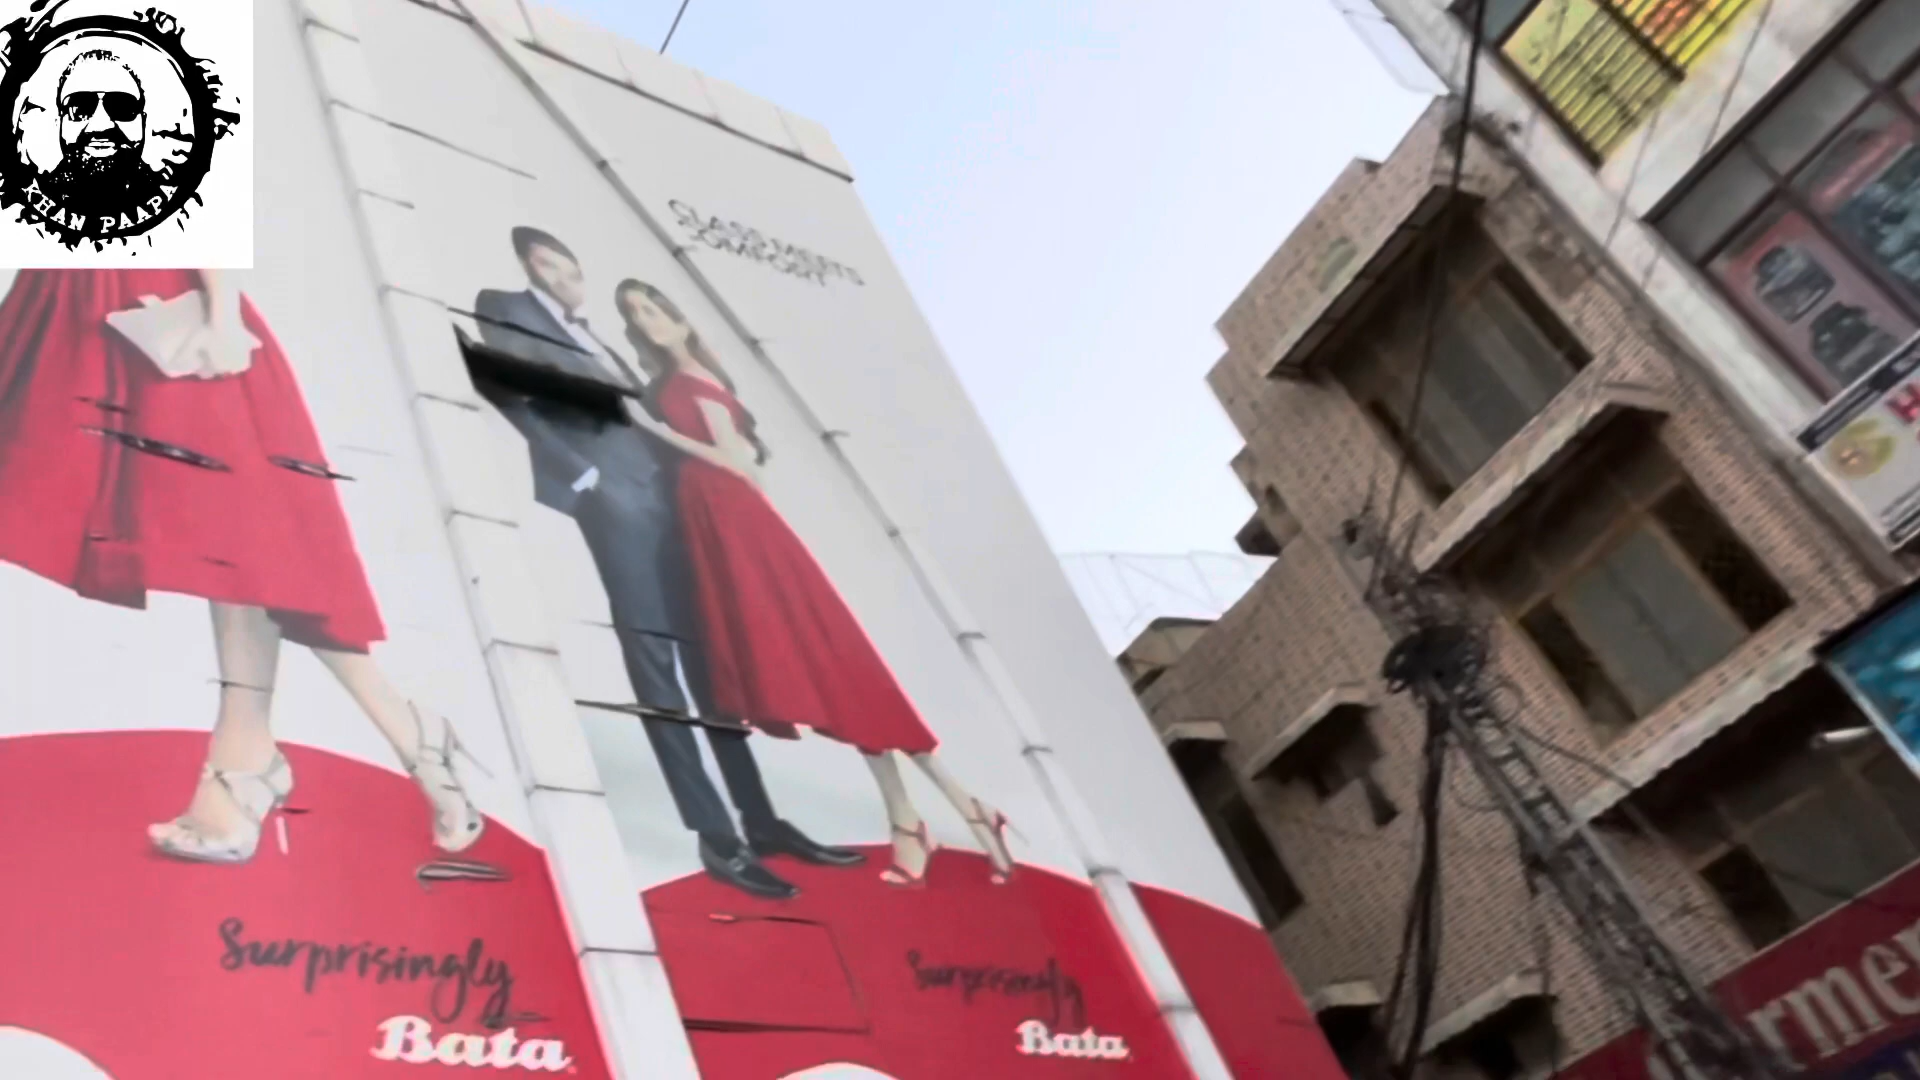 KHAN PAAPA
CLASS MEETS
COMFORT
Surprisingly
Bata
Surprisingly
Bata
rmen